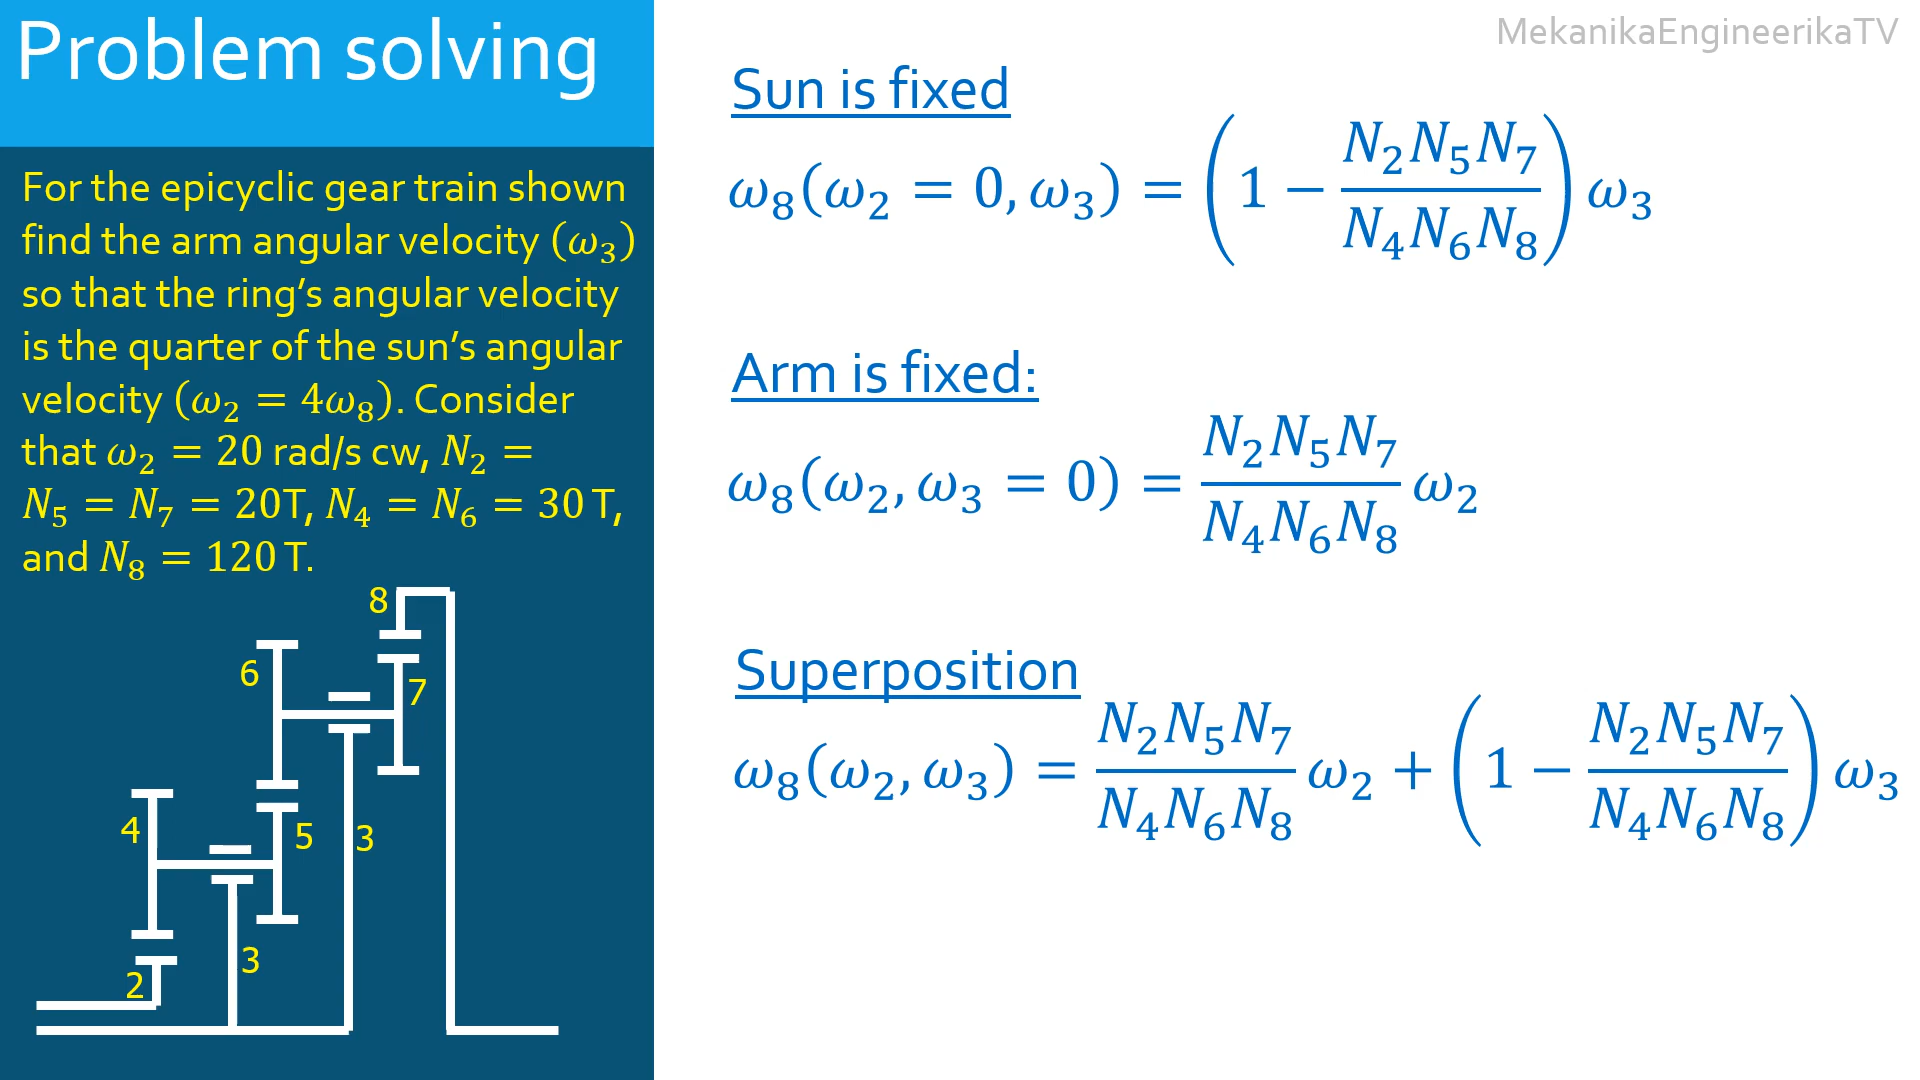 Problem solving
MekanikaEngineerikaTV
For the epicyclic gear train shown
find the arm angular velocity (ω₃)
so that the ring's angular velocity
is the quarter of the sun's angular
velocity (ω₂ = 4ω₈). Consider
that ω₂ = 20 rad/s cw, N₂ =
N₅ = N₇ = 20T, N₄ = N₆ = 30 T,
and N₈ = 120 T.
8
6
7
4
5
3
3
2
Sun is fixed
ω₈(ω₂ = 0, ω₃) = (1 − N₂N₅N₇/N₄N₆N₈) ω₃
Arm is fixed:
ω₈(ω₂, ω₃ = 0) = N₂N₅N₇/N₄N₆N₈ ω₂
Superposition
ω₈(ω₂, ω₃) = N₂N₅N₇/N₄N₆N₈ ω₂ + (1 − N₂N₅N₇/N₄N₆N₈) ω₃